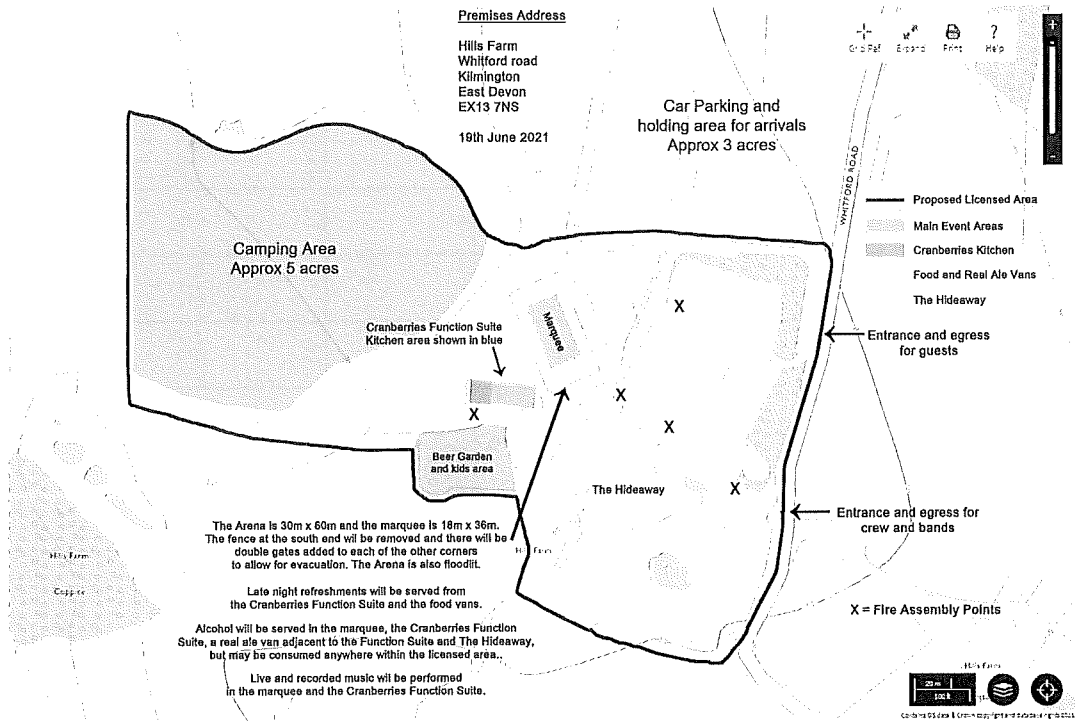 Premises Address
Hills Farm
Whitford road
Kilmington
East Devon
EX13 7NS
19th June 2021
Grid Ref
Expand
Print
Help
+
-
Car Parking and
holding area for arrivals
Approx 3 acres
WHITFORD ROAD
Proposed Licensed Area
Main Event Areas
Cranberries Kitchen
Food and Real Ale Vans
The Hideaway
Camping Area
Approx 5 acres
Cranberries Function Suite
Kitchen area shown in blue
Marquee
X
X
X
X
X
Entrance and egress
for guests
Beer Garden
and kids area
The Hideaway
Entrance and egress for
crew and bands
The Arena is 30m x 60m and the marquee is 18m x 36m.
The fence at the south end wil be removed and there will be
double gates added to each of the other corners
to allow for evacuation. The Arena is also floodlit.
Hills Farm
Hills Farm
Coppice
Late night refreshments will be served from
the Cranberries Function Suite and the food vans.
X = Fire Assembly Points
Alcohol will be served in the marquee, the Cranberries Function
Suite, a real ale van adjacent to the Function Suite and The Hideaway,
but may be consumed anywhere within the licensed area..
Live and recorded music wil be performed
in the marquee and the Cranberries Function Suite.
Hills Farm
20 m
100 ft